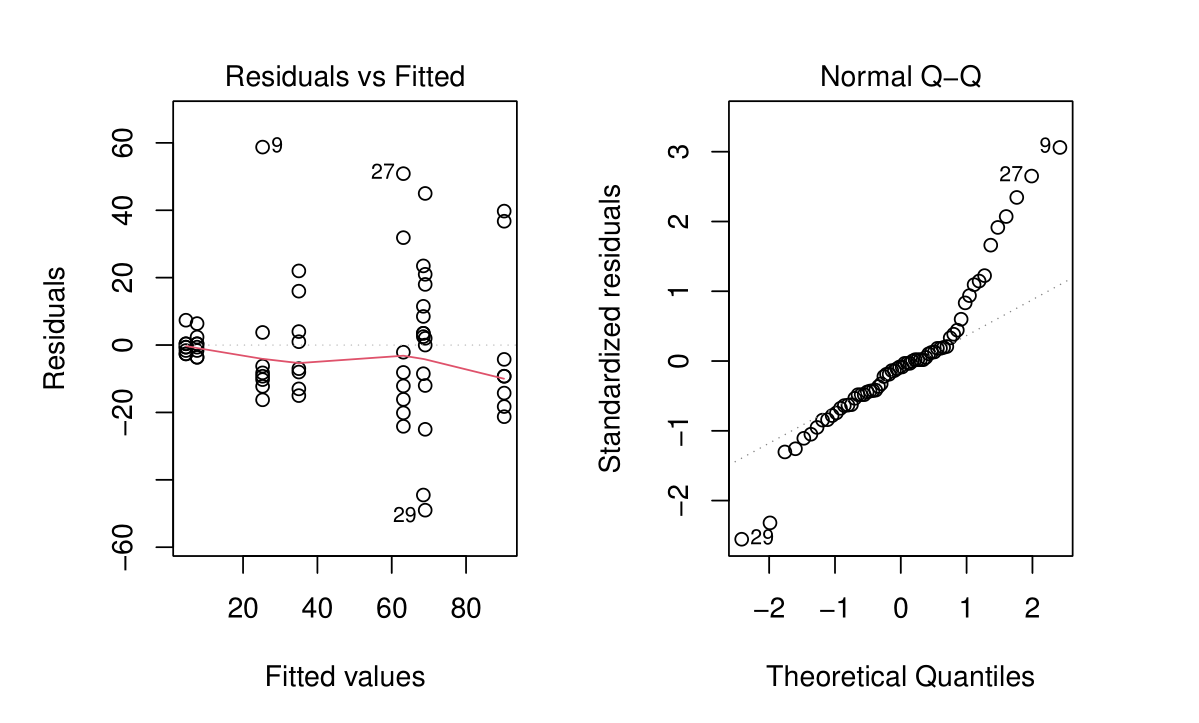 Residuals vs Fitted
60
40
20
0
−20
−60
Residuals
9
27
29
20 40 60 80
Fitted values
Normal Q−Q
3
2
1
0
−1
−2
Standardized residuals
9
27
29
−2 −1 0 1 2
Theoretical Quantiles